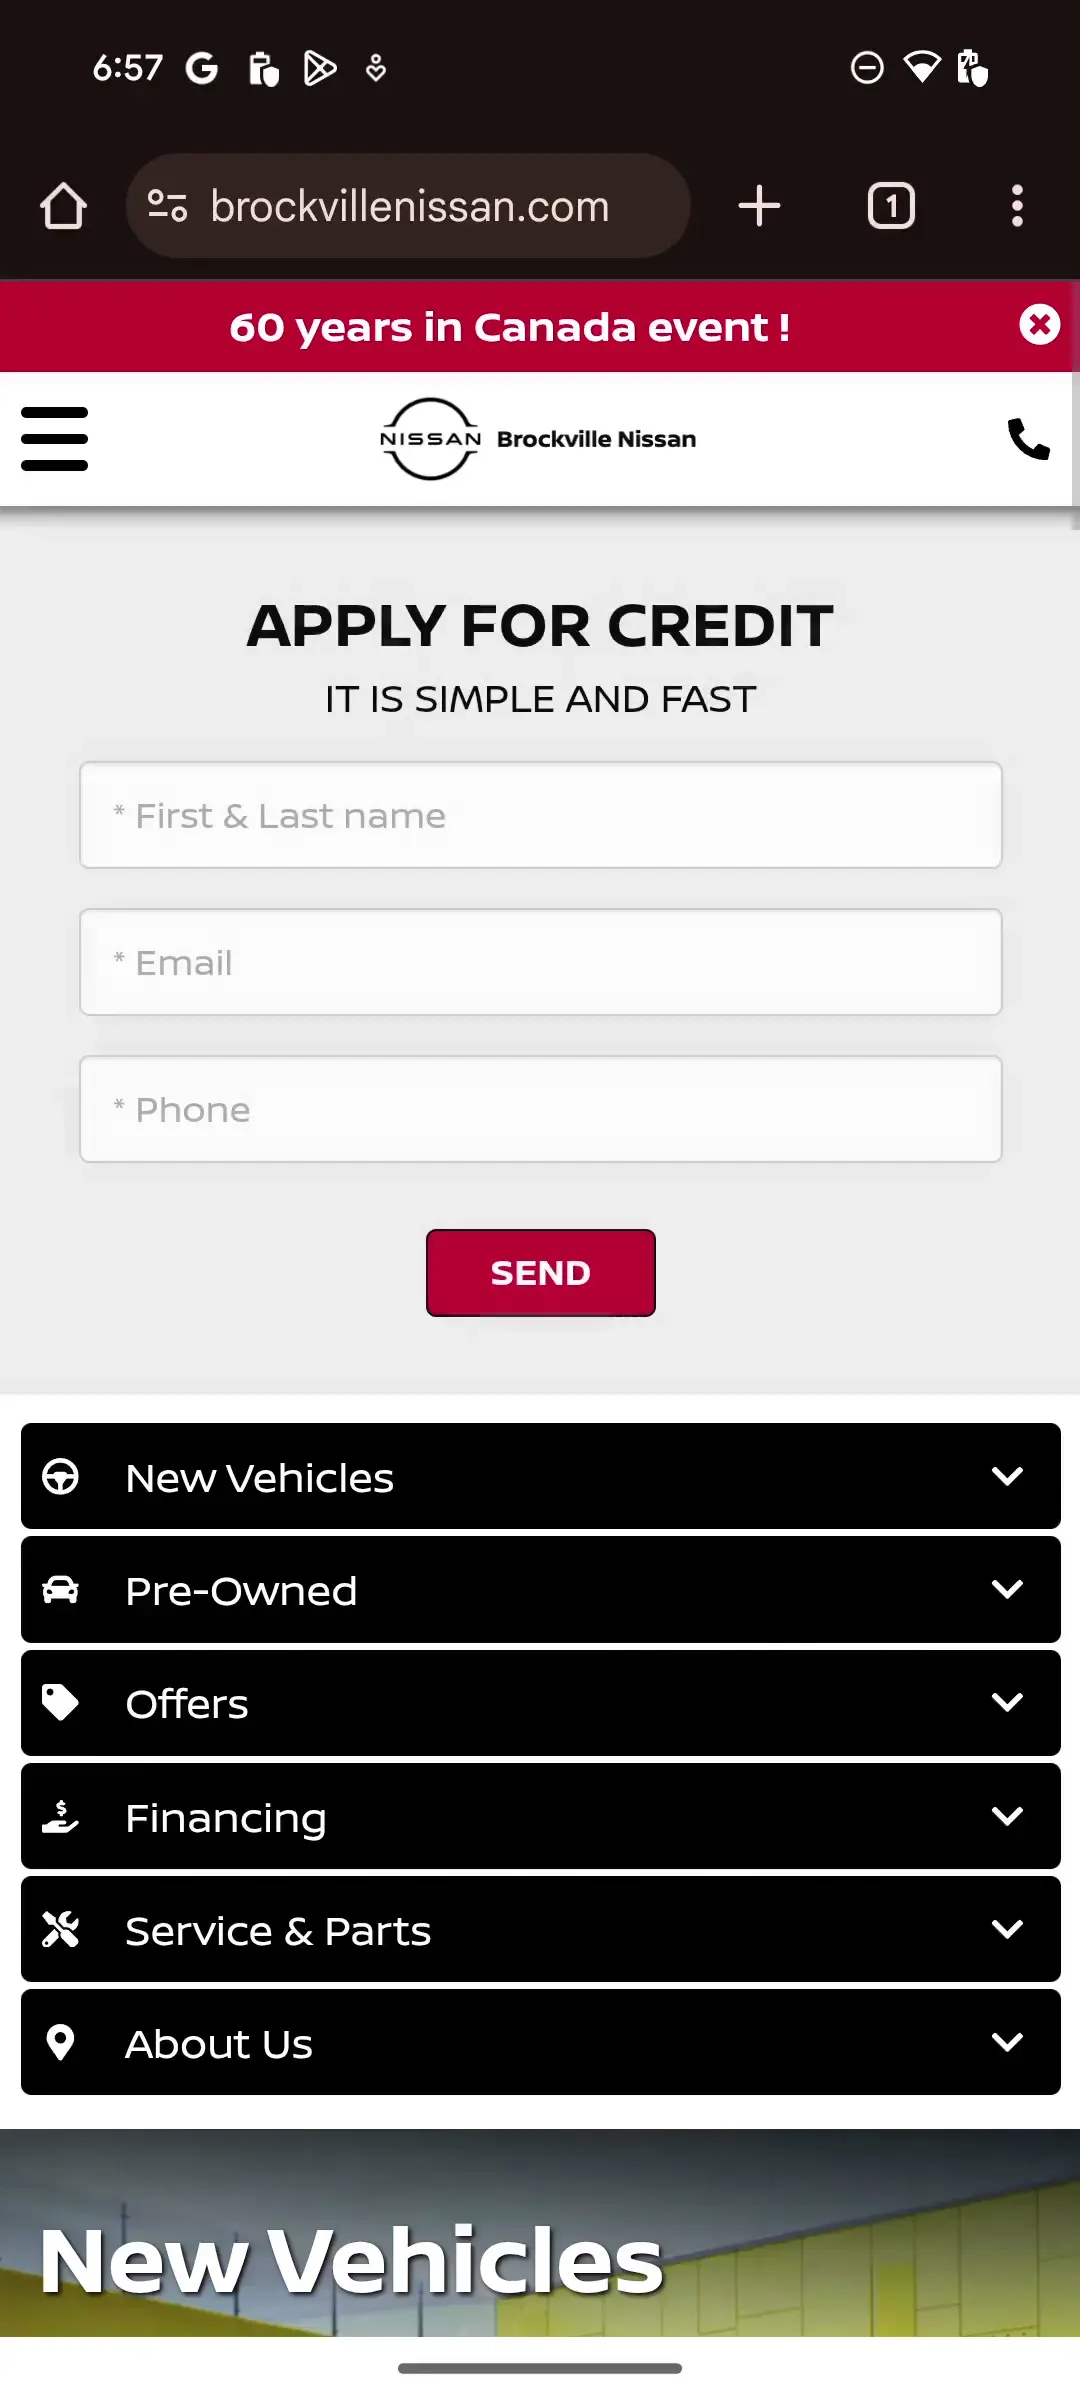 6:57
brockvillenissan.com
1
60 years in Canada event !
NISSAN Brockville Nissan
APPLY FOR CREDIT
IT IS SIMPLE AND FAST
* First & Last name
* Email
* Phone
SEND
New Vehicles
Pre-Owned
Offers
Financing
Service & Parts
About Us
New Vehicles